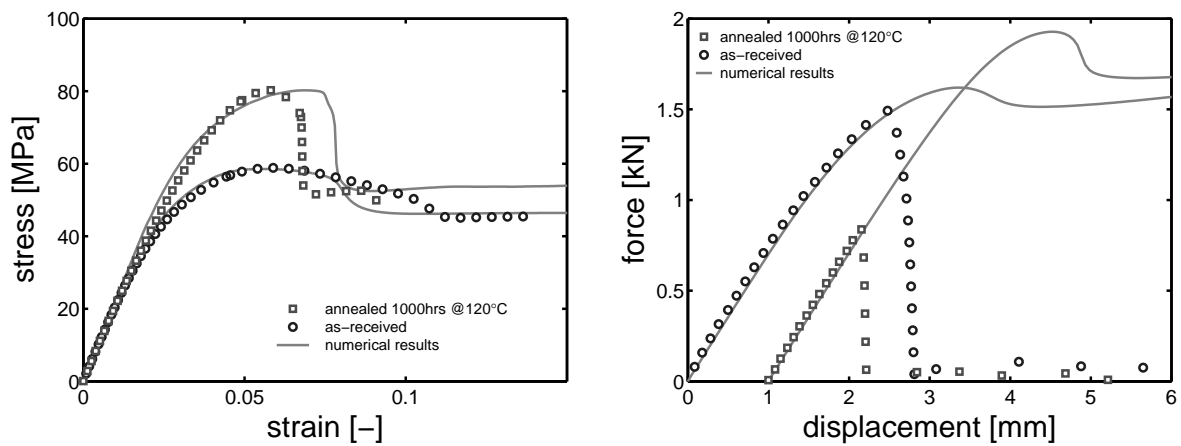 100
80
60
40
20
0
0
0.05
0.1
stress [MPa]
strain [−]
annealed 1000hrs @120°C
as−received
numerical results
2
1.5
1
0.5
0
0
1
2
3
4
5
6
force [kN]
displacement [mm]
annealed 1000hrs @120°C
as−received
numerical results